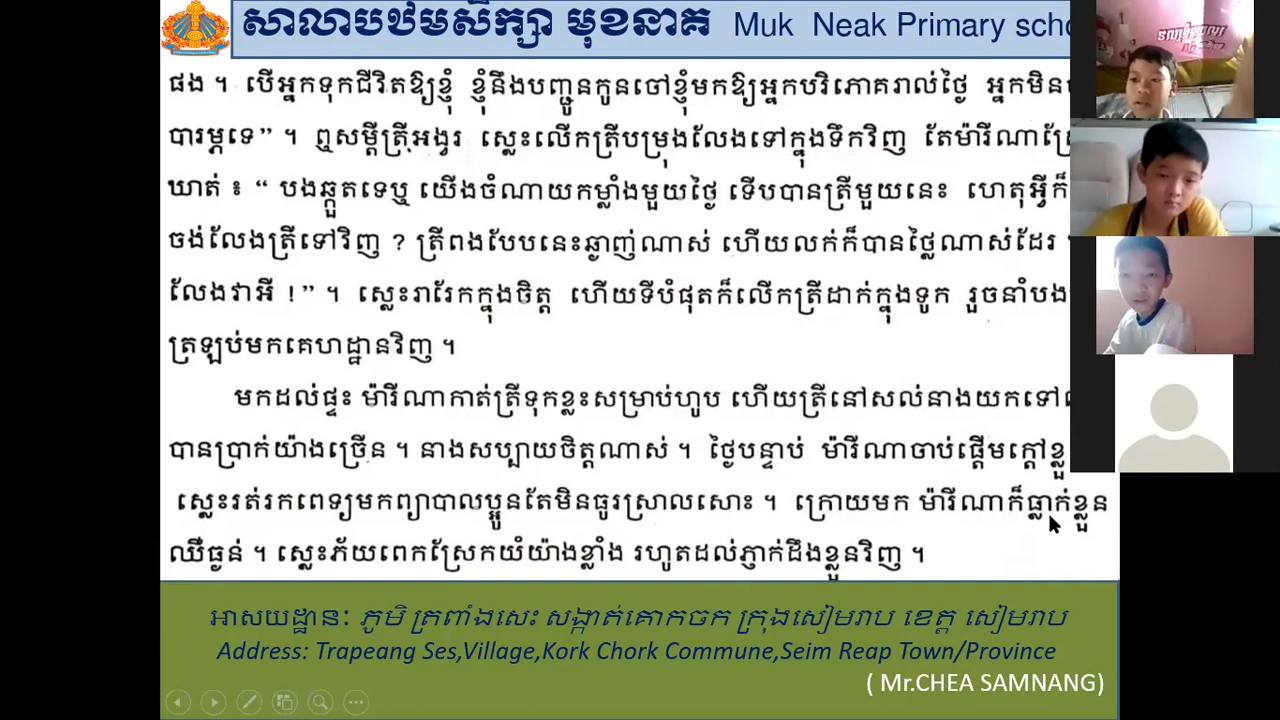 សាលាបឋមសិក្សា មុខនាគ Muk Neak Primary
ផង ។ បើអ្នកទុកជីវិតឱ្យខ្ញុំ ខ្ញុំនឹងបញ្ជូនកូនចៅខ្ញុំមកឱ្យអ្នកបរិភោគរាល់ថ្ងៃ អ្នកមិន
បារម្ភទេ” ។ ឮសម្ដីត្រីអង្វរ ស្លេះលើកត្រីបម្រុងលែងទៅក្នុងទឹកវិញ តែម៉ារីណា
ឃាត់ ៖ “ បងឆ្កួតទេឬ យើងចំណាយកម្លាំងមួយថ្ងៃ ទើបបានត្រីមួយនេះ ហេតុអ្វីក៏
ចង់លែងត្រីទៅវិញ ? ត្រីពងបែបនេះឆ្ងាញ់ណាស់ ហើយលក់ក៏បានថ្លៃណាស់ដែរ
លែងវាអី !” ។ ស្លេះរារែកក្នុងចិត្ត ហើយទីបំផុតក៏លើកត្រីដាក់ក្នុងទូក រួចនាំបង
ត្រឡប់មកគេហដ្ឋានវិញ ។
មកដល់ផ្ទះ ម៉ារីណាកាត់ត្រីទុកខ្លះសម្រាប់ហូប ហើយត្រីនៅសល់នាងយកទៅ
បានប្រាក់យ៉ាងច្រើន ។ នាងសប្បាយចិត្តណាស់ ។ ថ្ងៃបន្ទាប់ ម៉ារីណាចាប់ផ្ដើមក្ដៅ
ស្លេះរត់រកពេទ្យមកព្យាបាលប្អូនតែមិនធូរស្រាលសោះ ។ ក្រោយមក ម៉ារីណាក៏ធ្លាក់ខ្លួន
ឈឺធ្ងន់ ។ ស្លេះភ័យពេកស្រែកយំយ៉ាងខ្លាំង រហូតដល់ភ្ញាក់ដឹងខ្លួនវិញ ។
អាសយដ្ឋានៈ ភូមិ ត្រពាំងសេះ សង្កាត់គោកចក ក្រុងសៀមរាប ខេត្ត សៀមរាប
Address: Trapeang Ses,Village,Kork Chork Commune,Seim Reap Town/Province
( Mr.CHEA SAMNANG)